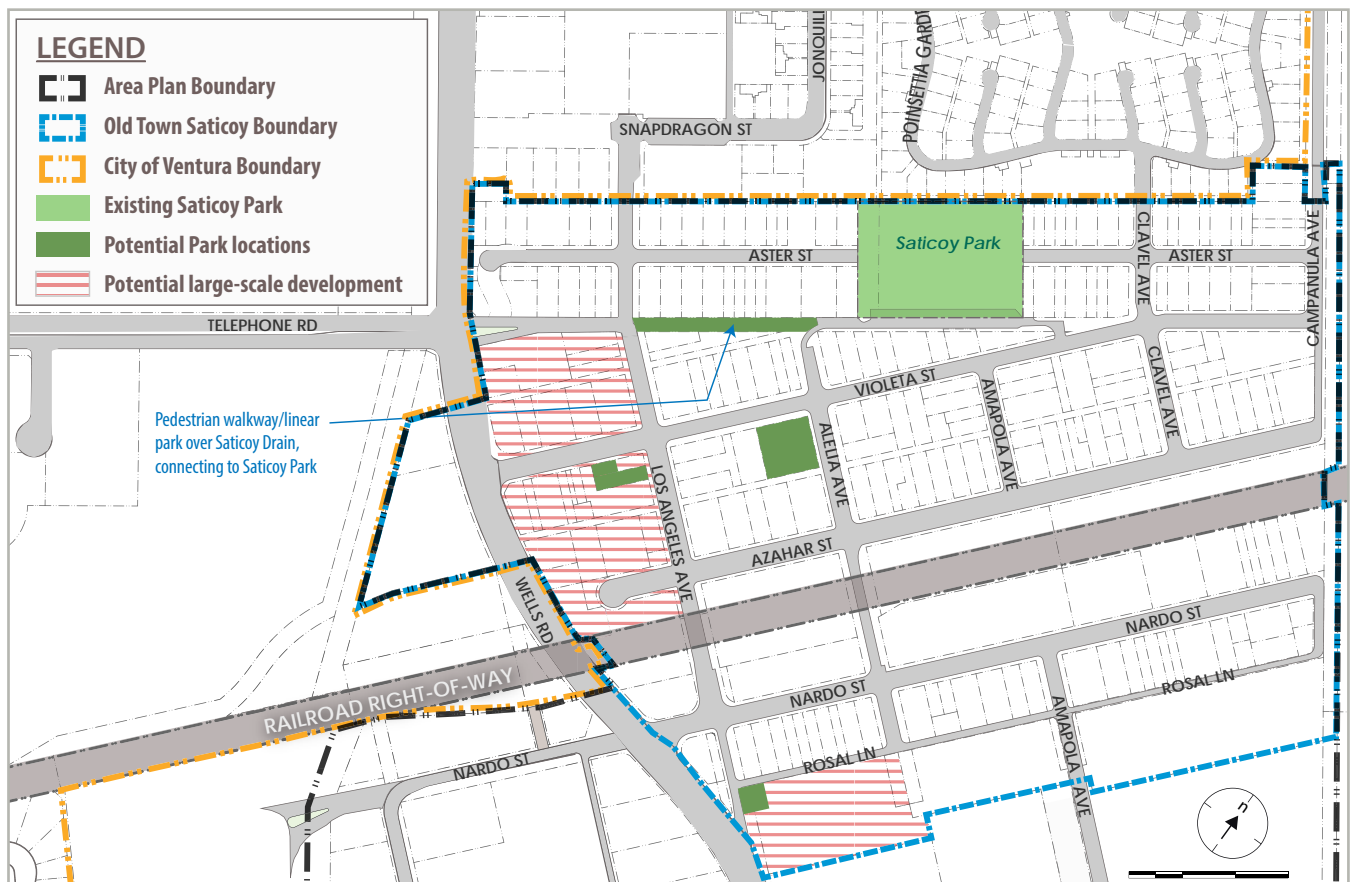 LEGEND
Area Plan Boundary
Old Town Saticoy Boundary
City of Ventura Boundary
Existing Saticoy Park
Potential Park locations
Potential large-scale development
JONQUIL
POINSETTIA GARD
SNAPDRAGON ST
Saticoy Park
ASTER ST
CLAVEL AVE
ASTER ST
CAMPANULA AVE
TELEPHONE RD
VIOLETA ST
CLAVEL AVE
AMAPOLA AVE
Pedestrian walkway/linear
park over Saticoy Drain,
connecting to Saticoy Park
ALELIA AVE
LOS ANGELES AVE
AZAHAR ST
WELLS RD
NARDO ST
RAILROAD RIGHT-OF-WAY
NARDO ST
ROSAL LN
AMAPOLA AVE
NARDO ST
ROSAL LN
n